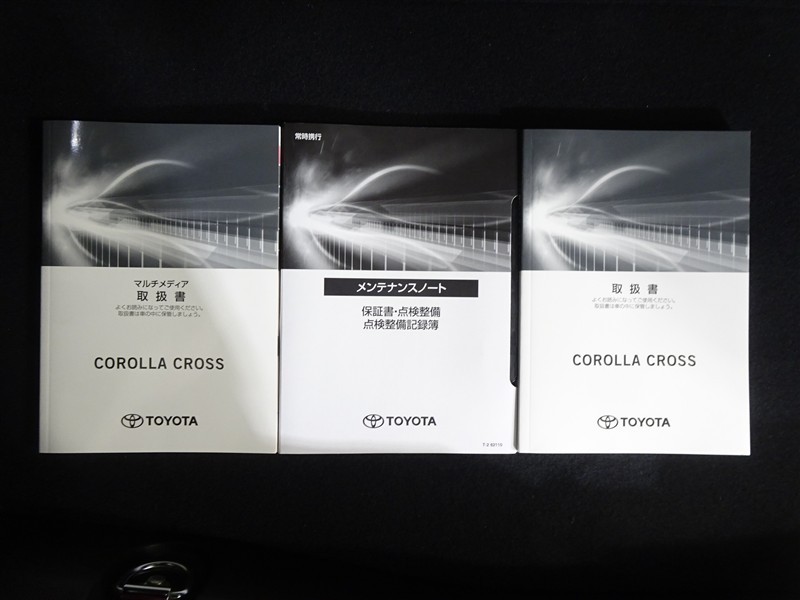 マルチメディア
取扱書
よくお読みになってご使用ください。
取扱書は車の中に保管しましょう。
COROLLA CROSS
TOYOTA
常時携行
メンテナンスノート
保証書・点検整備
点検整備記録簿
TOYOTA
取扱書
よくお読みになってご使用ください。
取扱書は車の中に保管しましょう。
COROLLA CROSS
TOYOTA